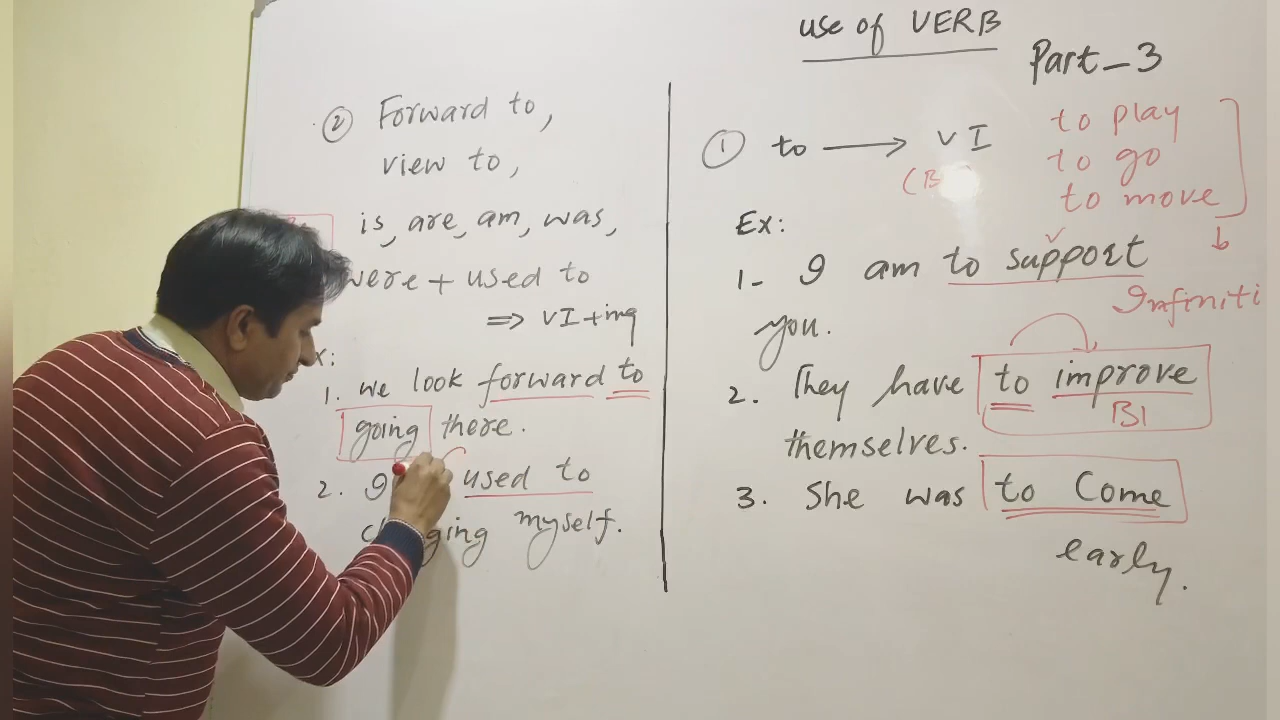 use of VERB
Part-3
② Forward to,
view to,
is, are, am, was,
were + used to
⇒ VI+ing
x:
1. we look forward to
going there.
2. I used to
myself.
① to → VI
(B
to play
to go
to move
Ex:
1- I am to support
you.
Infiniti
2. They have to improve
B1
themselves.
3. She was to Come
early.